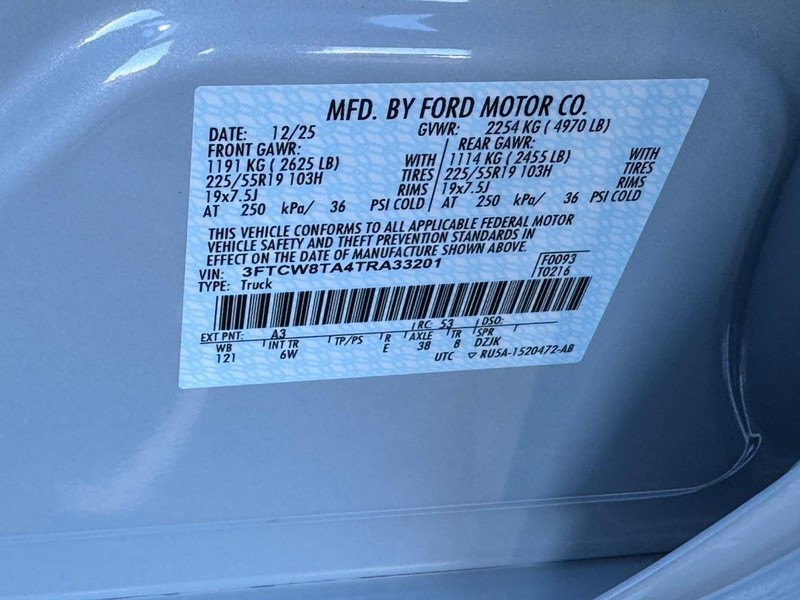 MFD. BY FORD MOTOR CO.
DATE: 12/25 GVWR: 2254 KG ( 4970 LB)
FRONT GAWR: REAR GAWR:
1191 KG ( 2625 LB) WITH 1114 KG ( 2455 LB) WITH
225/55R19 103H TIRES 225/55R19 103H TIRES
19x7.5J RIMS 19x7.5J RIMS
AT 250 kPa/ 36 PSI COLD AT 250 kPa/ 36 PSI COLD
THIS VEHICLE CONFORMS TO ALL APPLICABLE FEDERAL MOTOR
VEHICLE SAFETY AND THEFT PREVENTION STANDARDS IN
EFFECT ON THE DATE OF MANUFACTURE SHOWN ABOVE.
VIN: 3FTCW8TA4TRA33201 F0093
TYPE: Truck T0216
EXT PNT: A3 RC: 53 DSO:
WB INT TR TP/PS R AXLE TR SPR
121 6W E 38 8 DZJK
UTC ▽ RU5A-1520472-AB